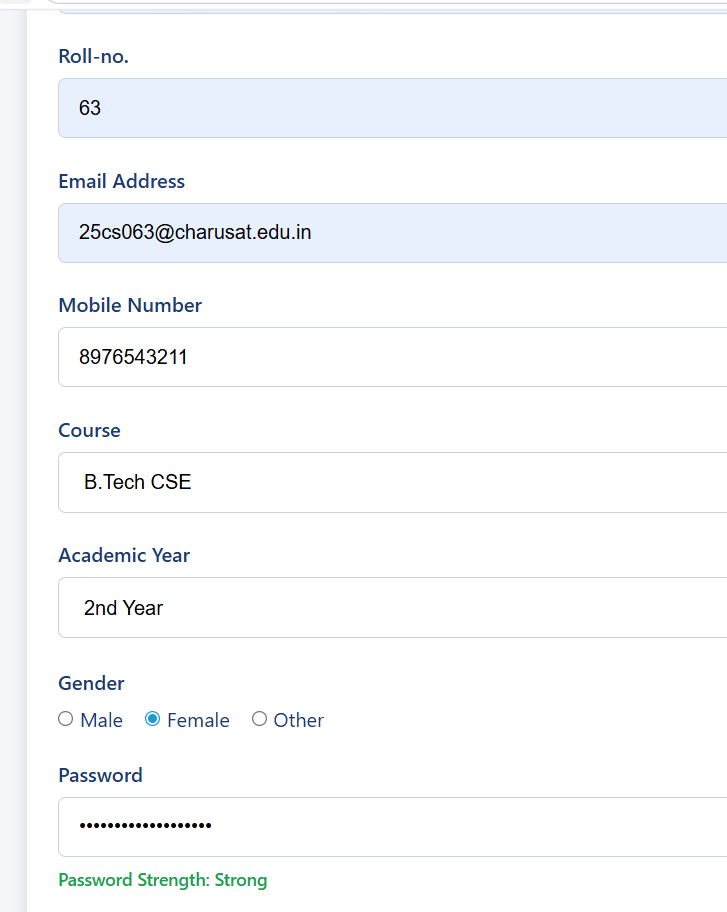 Roll-no.
63
Email Address
25cs063@charusat.edu.in
Mobile Number
8976543211
Course
B.Tech CSE
Academic Year
2nd Year
Gender
Male Female Other
Password
•••••••••••••••••••
Password Strength: Strong